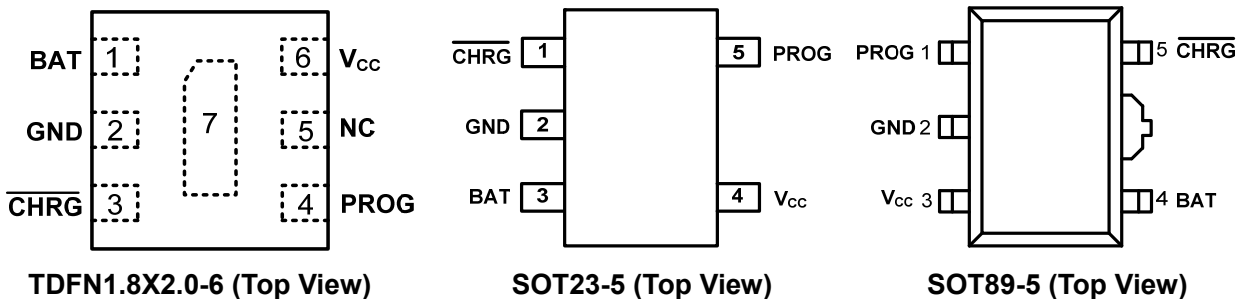 BAT 1
GND 2
CHRG 3
7
6 Vcc
5 NC
4 PROG
TDFN1.8X2.0-6 (Top View)
CHRG 1
GND 2
BAT 3
5 PROG
4 Vcc
SOT23-5 (Top View)
PROG 1
GND 2
Vcc 3
5 CHRG
4 BAT
SOT89-5 (Top View)